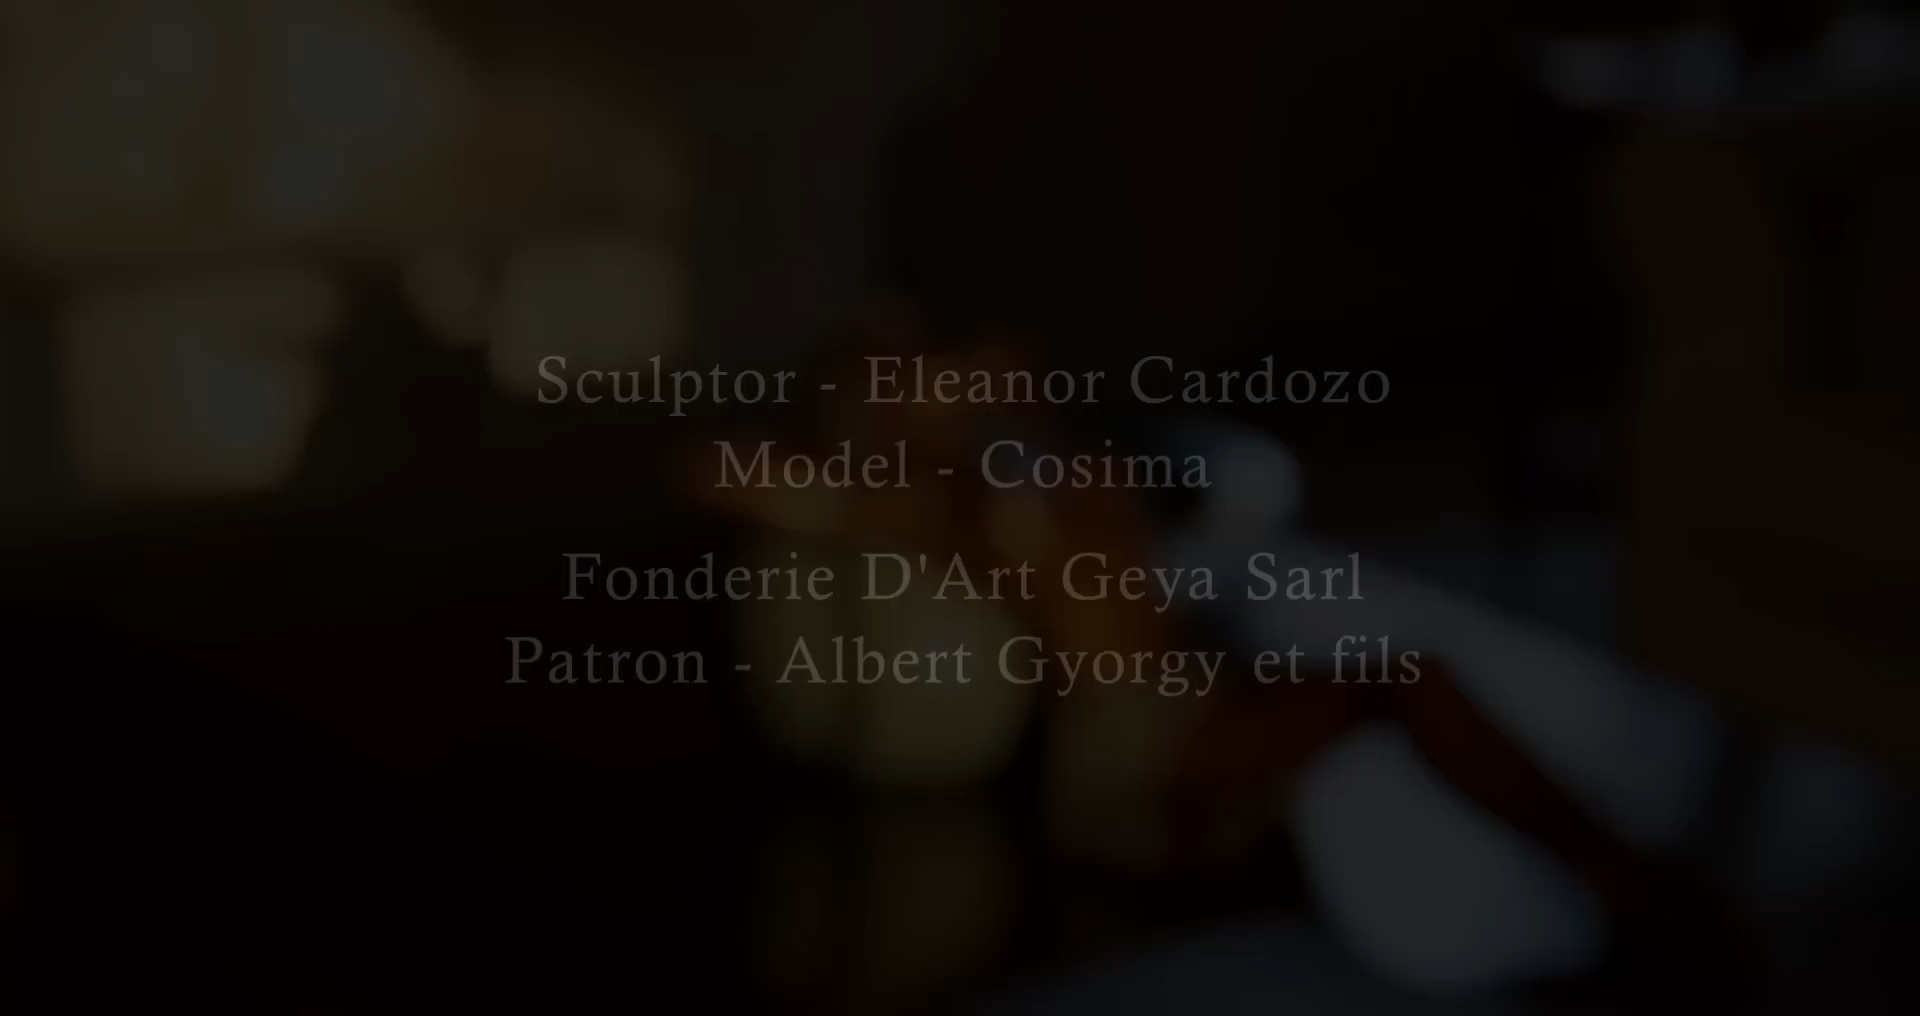 Sculptor - Eleanor Cardozo
Model - Cosima
Fonderie D'Art Geya Sarl
Patron - Albert Gyorgy et fils